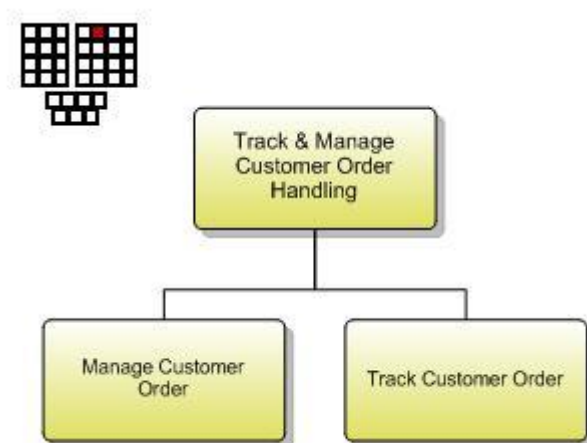 Track & Manage
Customer Order
Handling
Manage Customer
Order
Track Customer Order